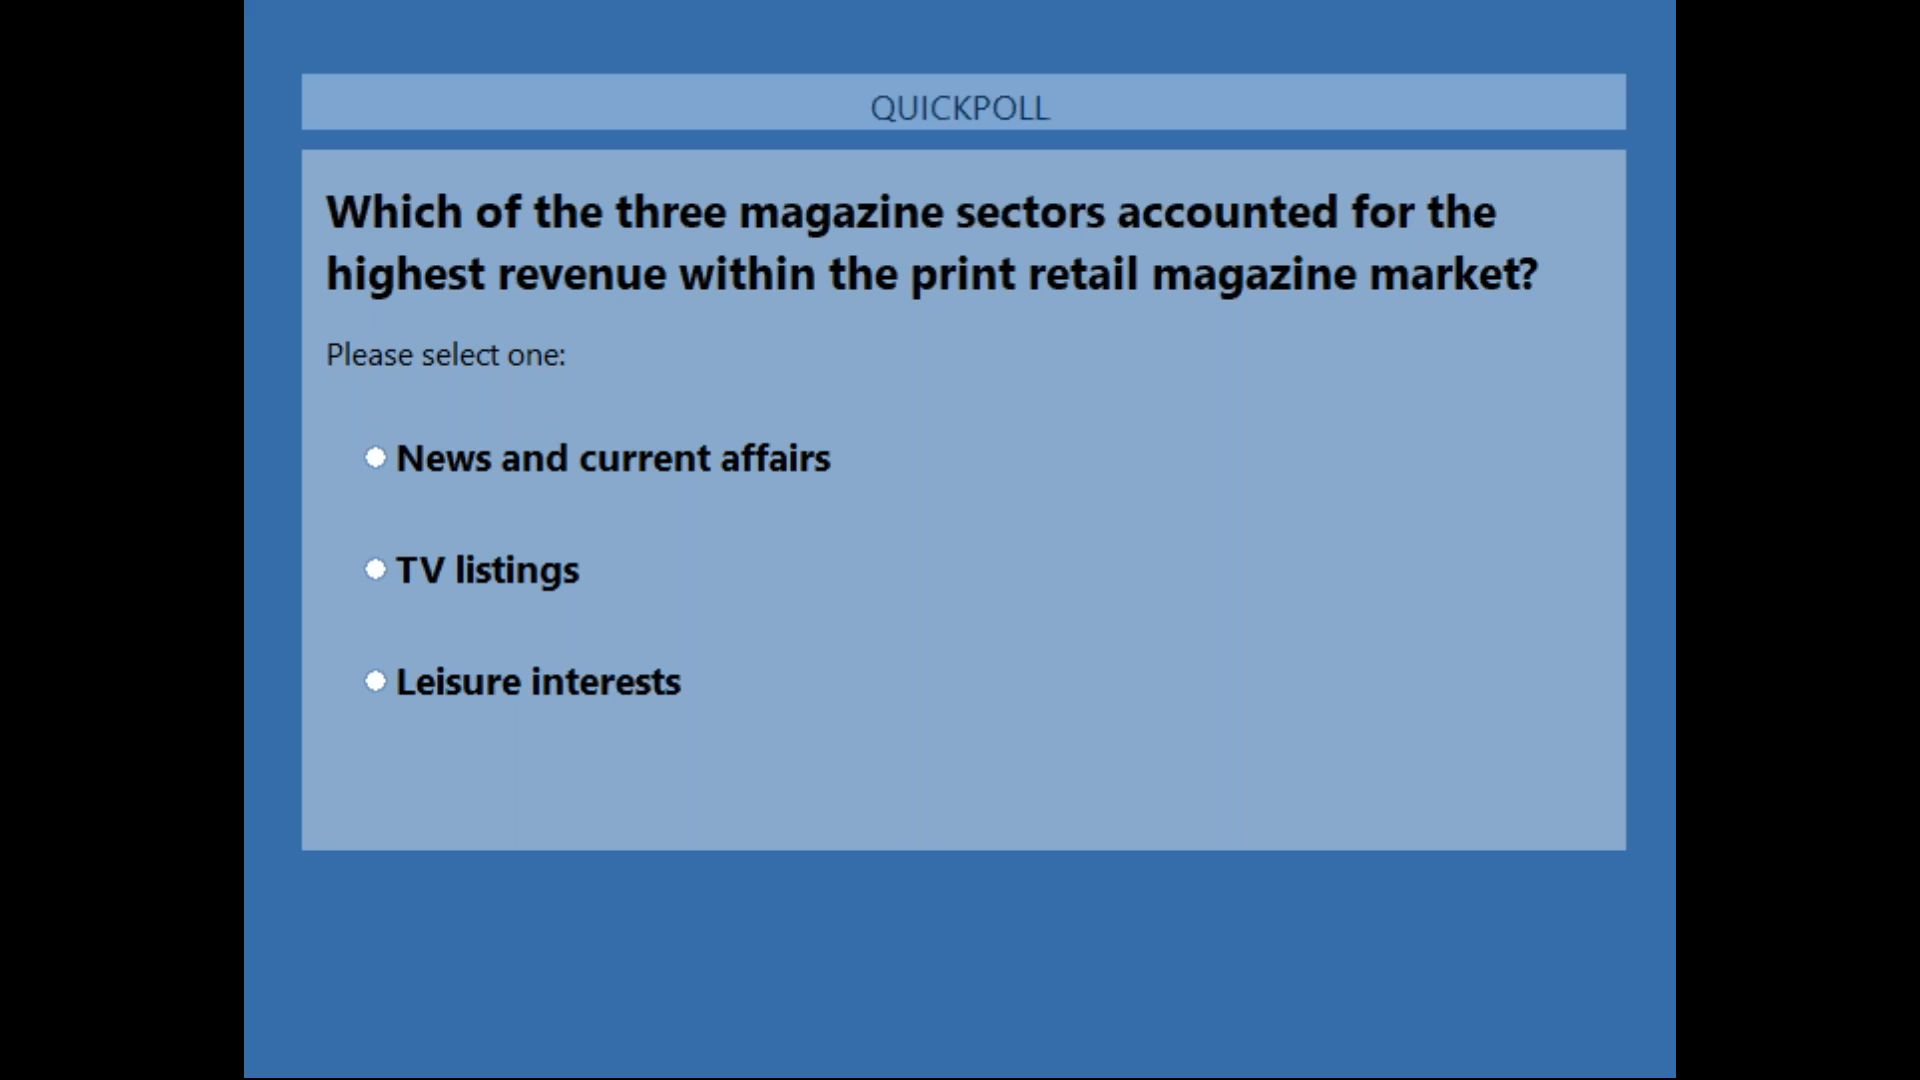 QUICKPOLL
Which of the three magazine sectors accounted for the
highest revenue within the print retail magazine market?
Please select one:
News and current affairs
TV listings
Leisure interests